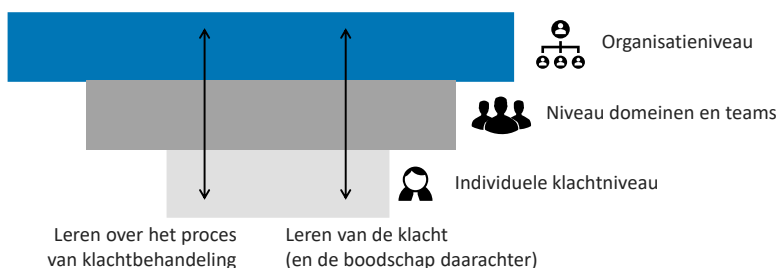 Organisatieniveau
Niveau domeinen en teams
Individuele klachtniveau
Leren over het proces
van klachtbehandeling
Leren van de klacht
(en de boodschap daarachter)